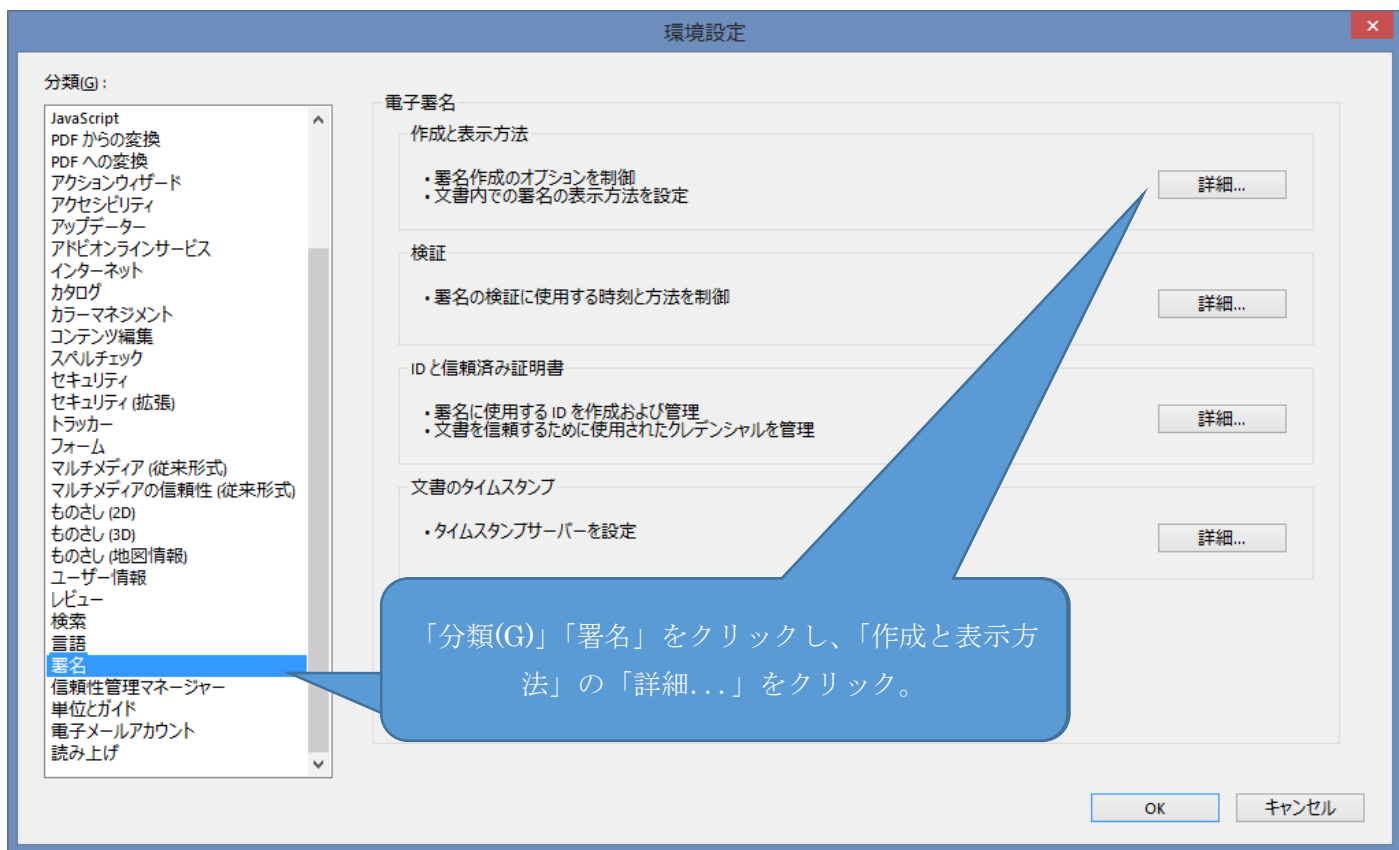 環境設定
分類(G):
JavaScript
PDF からの変換
PDF への変換
アクションウィザード
アクセシビリティ
アップデーター
アドビオンラインサービス
インターネット
カタログ
カラーマネジメント
コンテンツ編集
スペルチェック
セキュリティ
セキュリティ (拡張)
トラッカー
フォーム
マルチメディア (従来形式)
マルチメディアの信頼性 (従来形式)
ものさし (2D)
ものさし (3D)
ものさし (地図情報)
ユーザー情報
レビュー
検索
言語
署名
信頼性管理マネージャー
単位とガイド
電子メールアカウント
読み上げ
電子署名
作成と表示方法
・署名作成のオプションを制御
・文書内での署名の表示方法を設定
詳細...
検証
・署名の検証に使用する時刻と方法を制御
詳細...
ID と信頼済み証明書
・署名に使用する ID を作成および管理
・文書を信頼するために使用されたクレデンシャルを管理
詳細...
文書のタイムスタンプ
・タイムスタンプサーバーを設定
詳細...
「分類(G)」「署名」をクリックし、「作成と表示方
法」の「詳細...」をクリック。
OK
キャンセル